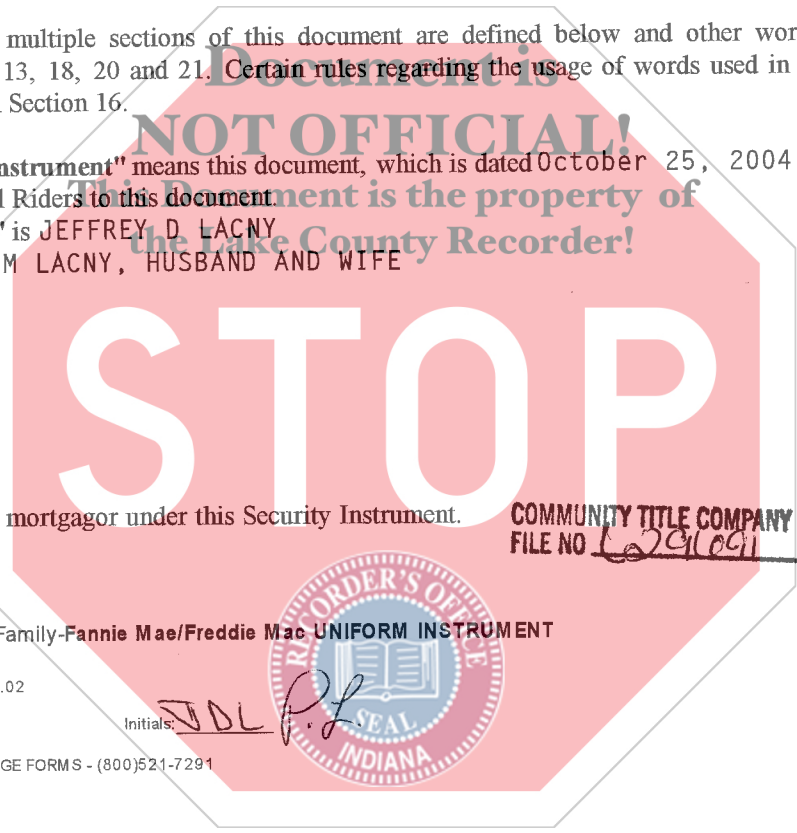 multiple sections of this document are defined below and other wor
13, 18, 20 and 21. Certain rules regarding the usage of words used in
Section 16.
Document is
NOT OFFICIAL!
This Document is the property of
the Lake County Recorder!
nstrument" means this document, which is dated October 25, 2004
l Riders to this document.
" is JEFFREY D LACNY
M LACNY, HUSBAND AND WIFE
STOP
mortgagor under this Security Instrument.
COMMUNITY TITLE COMPANY
FILE NO
Family-Fannie Mae/Freddie Mac UNIFORM INSTRUMENT
.02
Initials: JDL P.L
GE FORMS - (800)521-7291
RECORDER'S OFFICE
SEAL
INDIANA